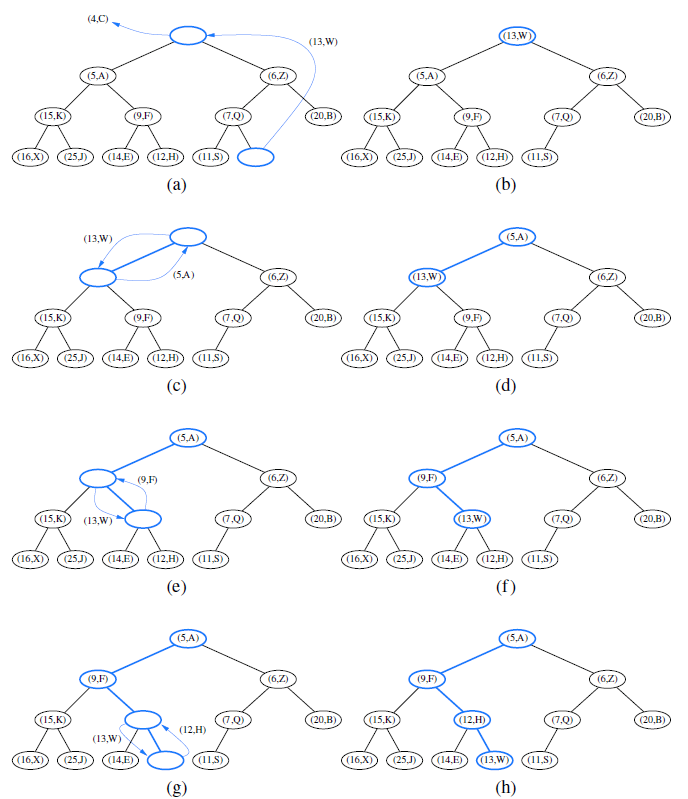 (4,C)
(13,W) (13,W)
(5,A) (6,Z) (5,A) (6,Z)
(15,K) (9,F) (7,Q) (20,B) (15,K) (9,F) (7,Q) (20,B)
(16,X) (25,J) (14,E) (12,H) (11,S) (16,X) (25,J) (14,E) (12,H) (11,S)
(a) (b)
(13,W) (5,A)
(5,A) (6,Z) (13,W) (6,Z)
(15,K) (9,F) (7,Q) (20,B) (15,K) (9,F) (7,Q) (20,B)
(16,X) (25,J) (14,E) (12,H) (11,S) (16,X) (25,J) (14,E) (12,H) (11,S)
(c) (d)
(5,A) (5,A)
(9,F) (6,Z) (9,F) (6,Z)
(15,K) (13,W) (7,Q) (20,B) (15,K) (13,W) (7,Q) (20,B)
(16,X) (25,J) (14,E) (12,H) (11,S) (16,X) (25,J) (14,E) (12,H) (11,S)
(e) (f)
(5,A) (5,A)
(9,F) (6,Z) (9,F) (6,Z)
(15,K) (7,Q) (20,B) (15,K) (12,H) (7,Q) (20,B)
(13,W) (12,H)
(16,X) (25,J) (14,E) (11,S) (16,X) (25,J) (14,E) (13,W) (11,S)
(g) (h)